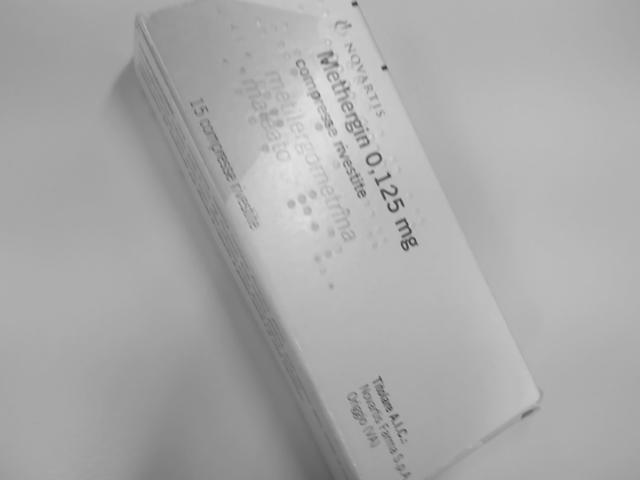 NOVARTIS
Methergin 0,125 mg
compresse rivestite
metilergometrina
maleato
15 compresse rivestite
Titolare A.I.C.:
Novartis Farma S.p.A.
Origgio (VA)